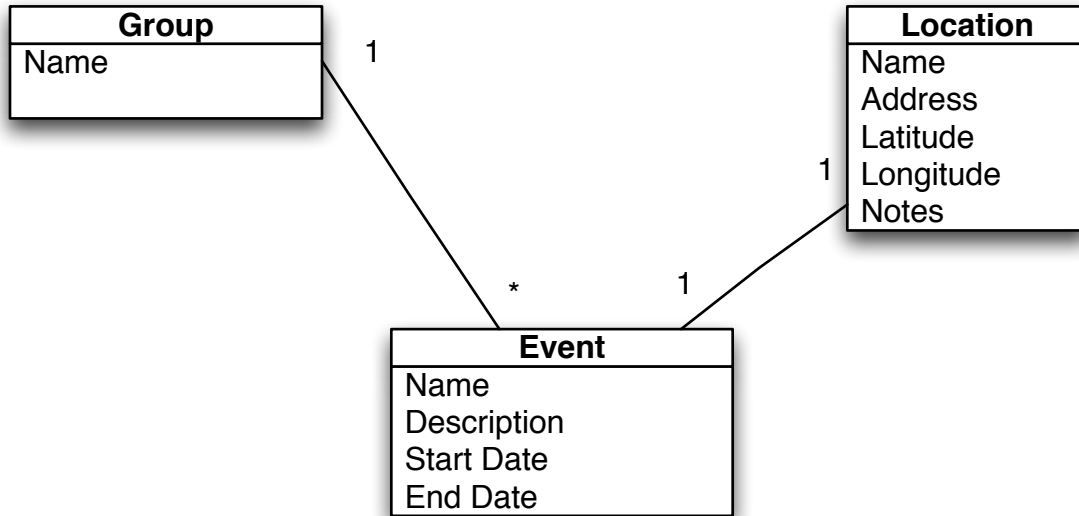 Group
Name
1
Location
Name
Address
Latitude
Longitude
Notes
1
*
1
Event
Name
Description
Start Date
End Date